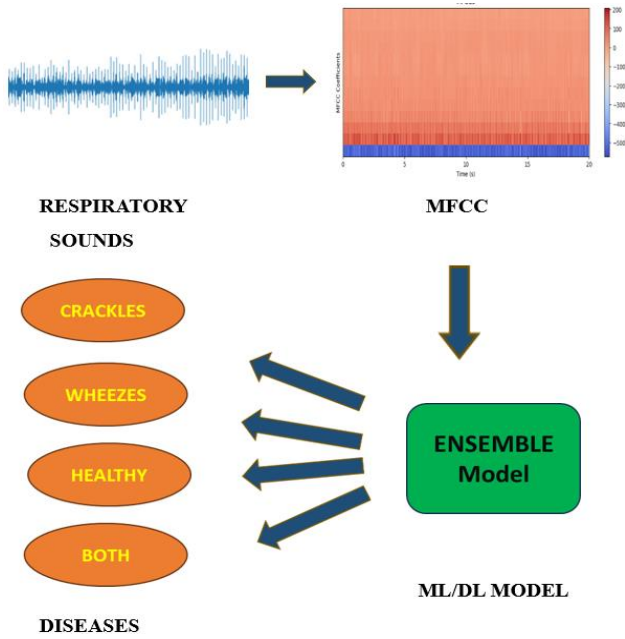 MFCC Coefficients
200
100
0
−100
−200
−300
−400
−500
0 5 10 15 20
Time (s)
RESPIRATORY
SOUNDS
MFCC
CRACKLES
WHEEZES
HEALTHY
BOTH
ENSEMBLE
Model
DISEASES
ML/DL MODEL